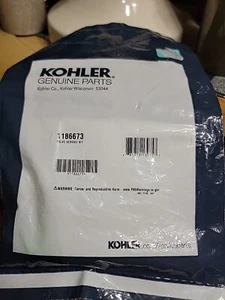 KOHLER®
GENUINE PARTS
Kohler Co., Kohler Wisconsin 53044
1186673
WARNING: Cancer and Reproductive Harm www.P65Warnings.ca.gov
KOHLER